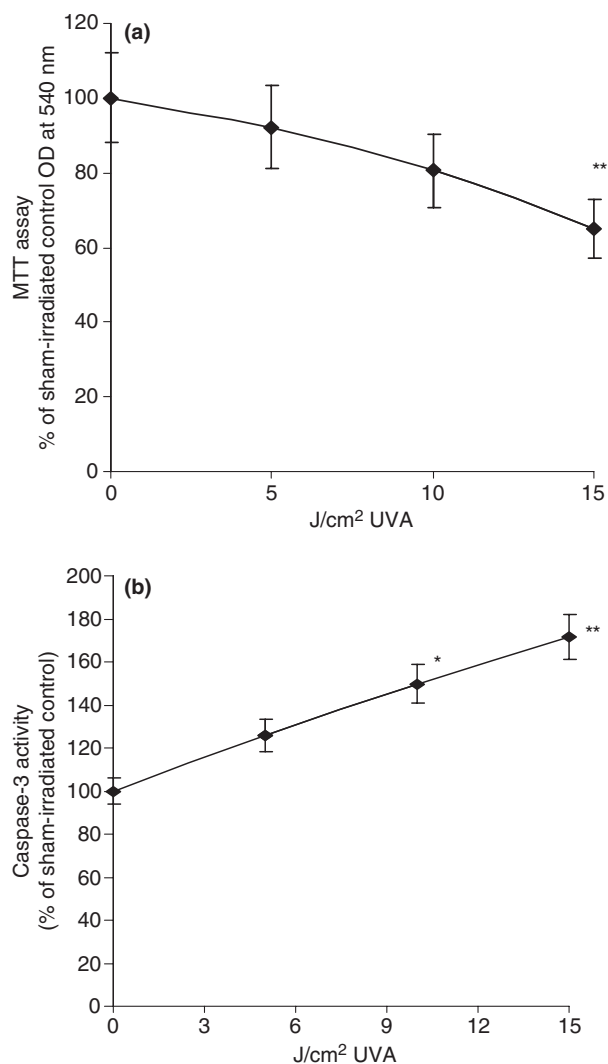 (a)
120
100
80
60
40
20
0
MTT assay
% of sham-irradiated control OD at 540 nm
**
0 5 10 15
J/cm² UVA
(b)
200
180
160
140
120
100
80
60
40
20
0
Caspase-3 activity
(% of sham-irradiated control)
*
**
0 3 6 9 12 15
J/cm² UVA